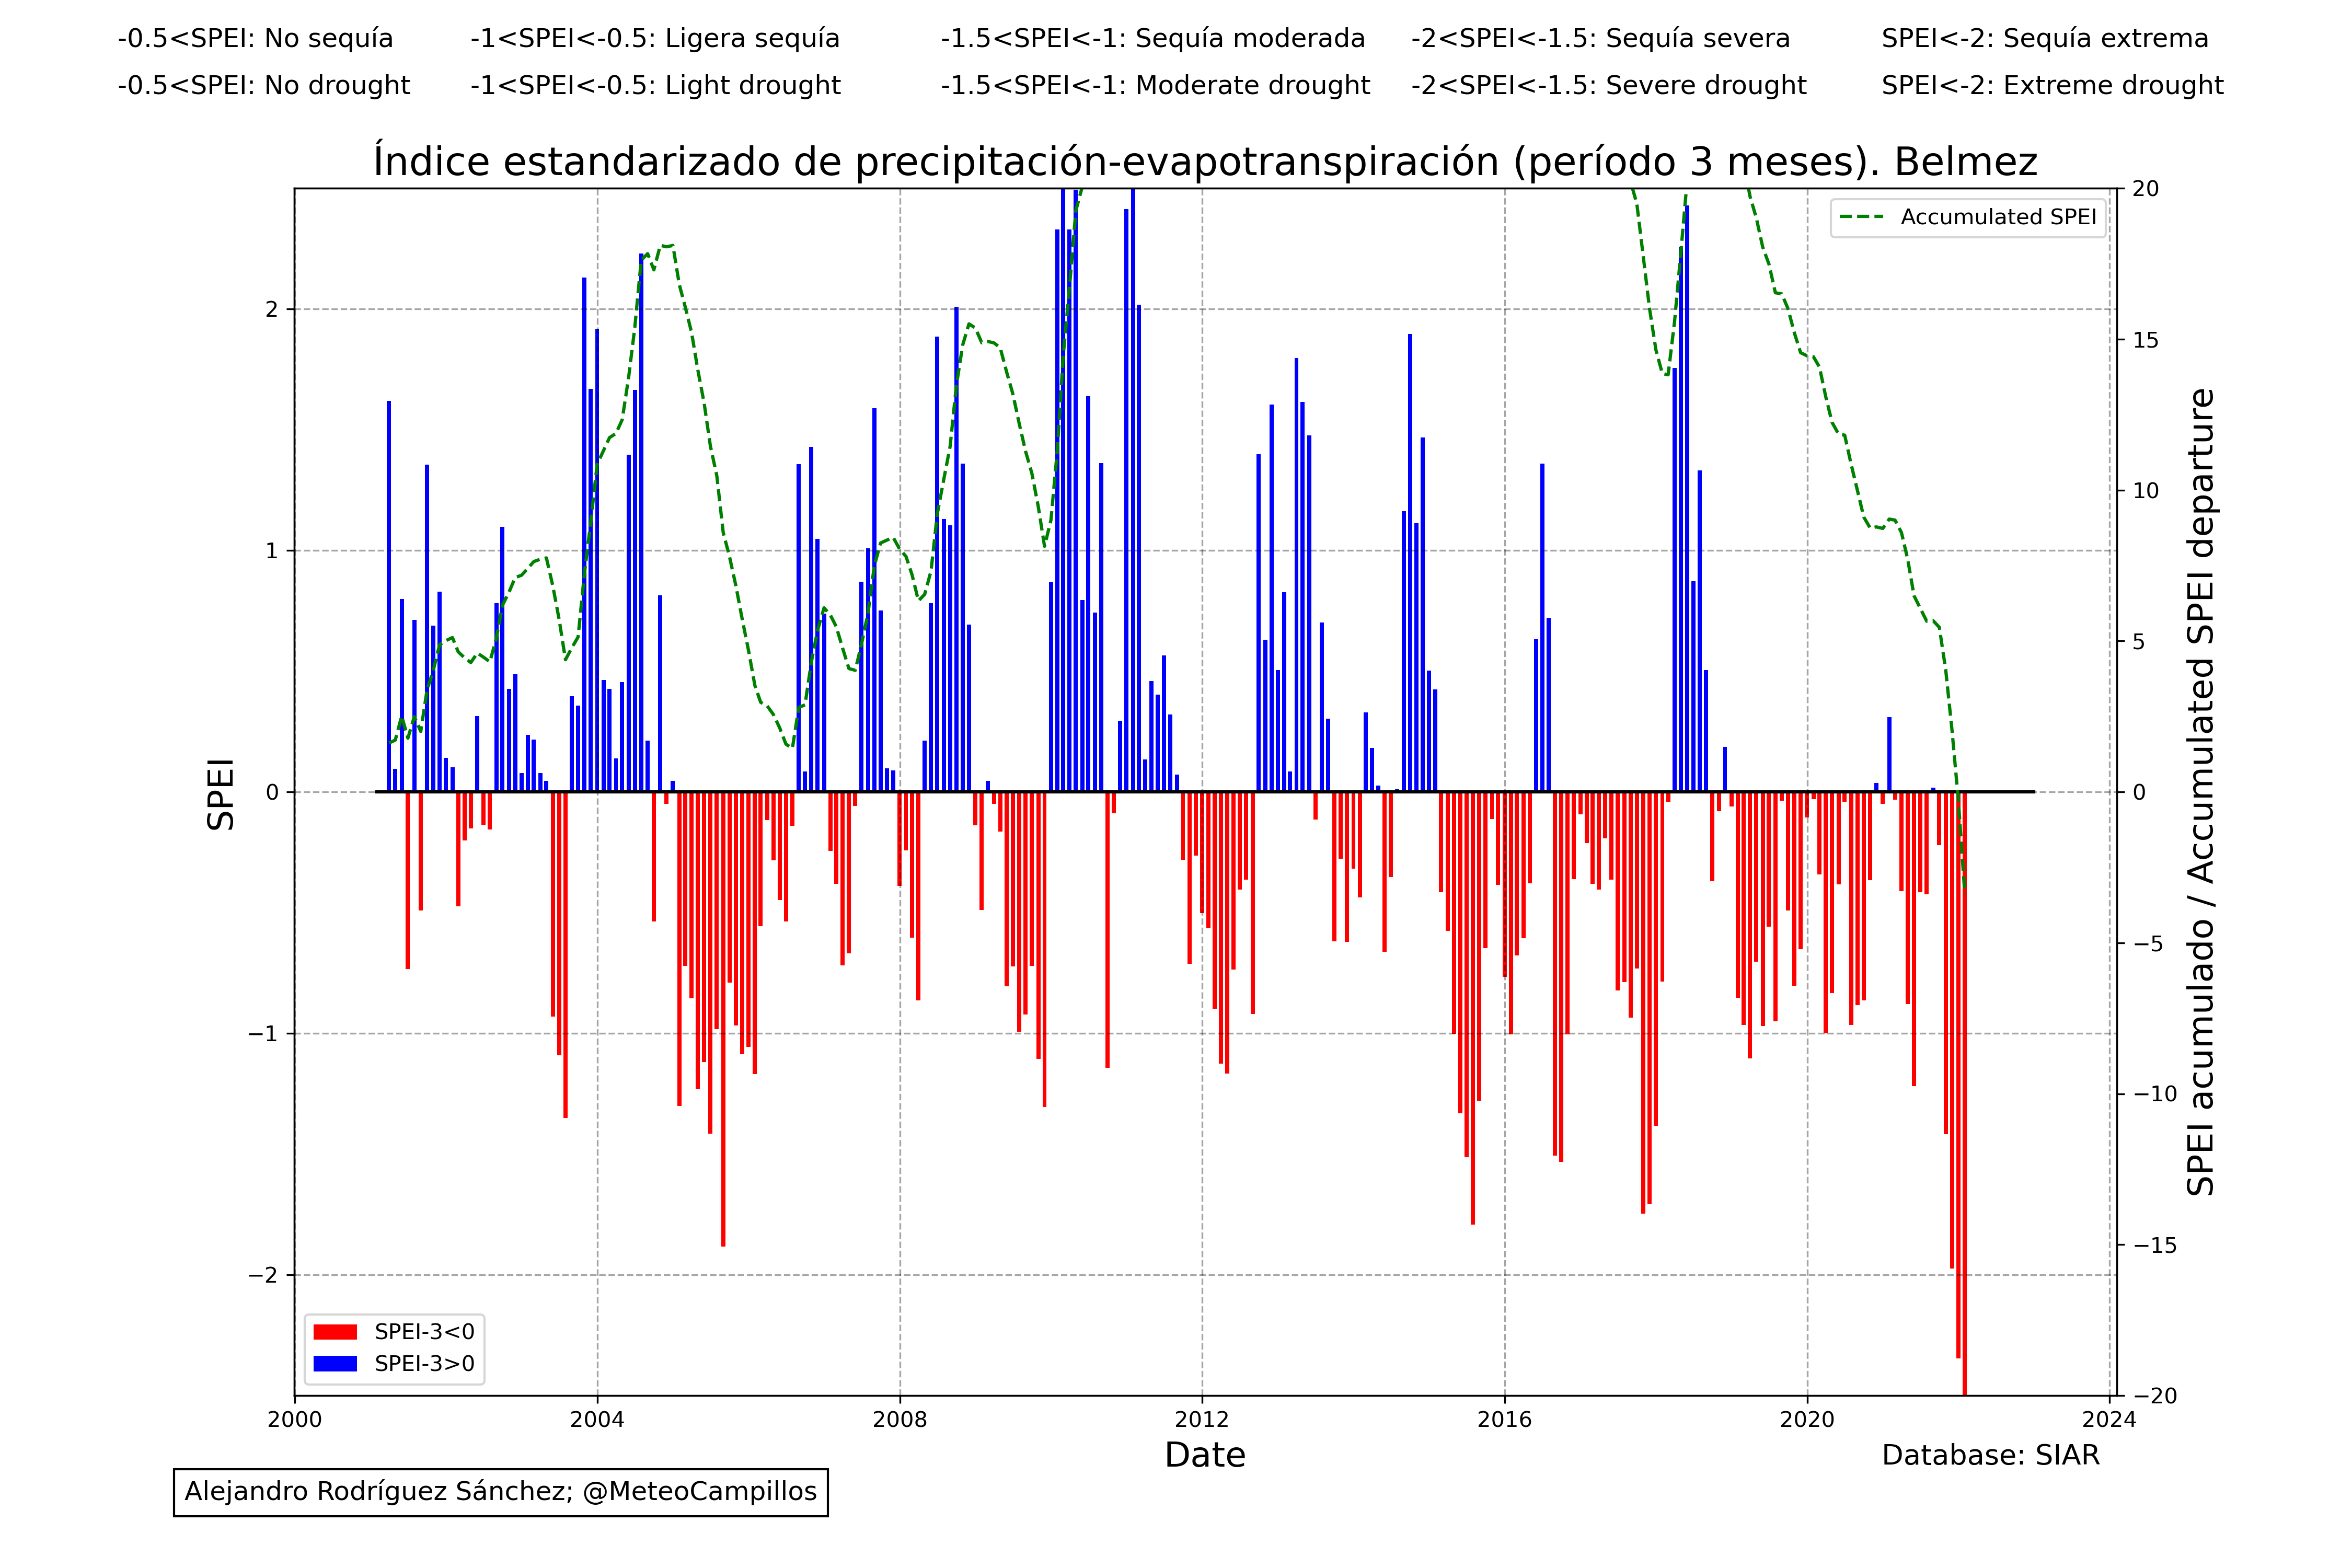 -0.5<SPEI: No sequía -1<SPEI<-0.5: Ligera sequía -1.5<SPEI<-1: Sequía moderada -2<SPEI<-1.5: Sequía severa SPEI<-2: Sequía extrema
-0.5<SPEI: No drought -1<SPEI<-0.5: Light drought -1.5<SPEI<-1: Moderate drought -2<SPEI<-1.5: Severe drought SPEI<-2: Extreme drought
Índice estandarizado de precipitación-evapotranspiración (período 3 meses). Belmez
Accumulated SPEI
SPEI
2
1
0
−1
−2
20
15
10
5
0
−5
−10
−15
−20
SPEI acumulado / Accumulated SPEI departure
SPEI-3<0
SPEI-3>0
2000 2004 2008 2012 2016 2020 2024
Date
Database: SIAR
Alejandro Rodríguez Sánchez; @MeteoCampillos